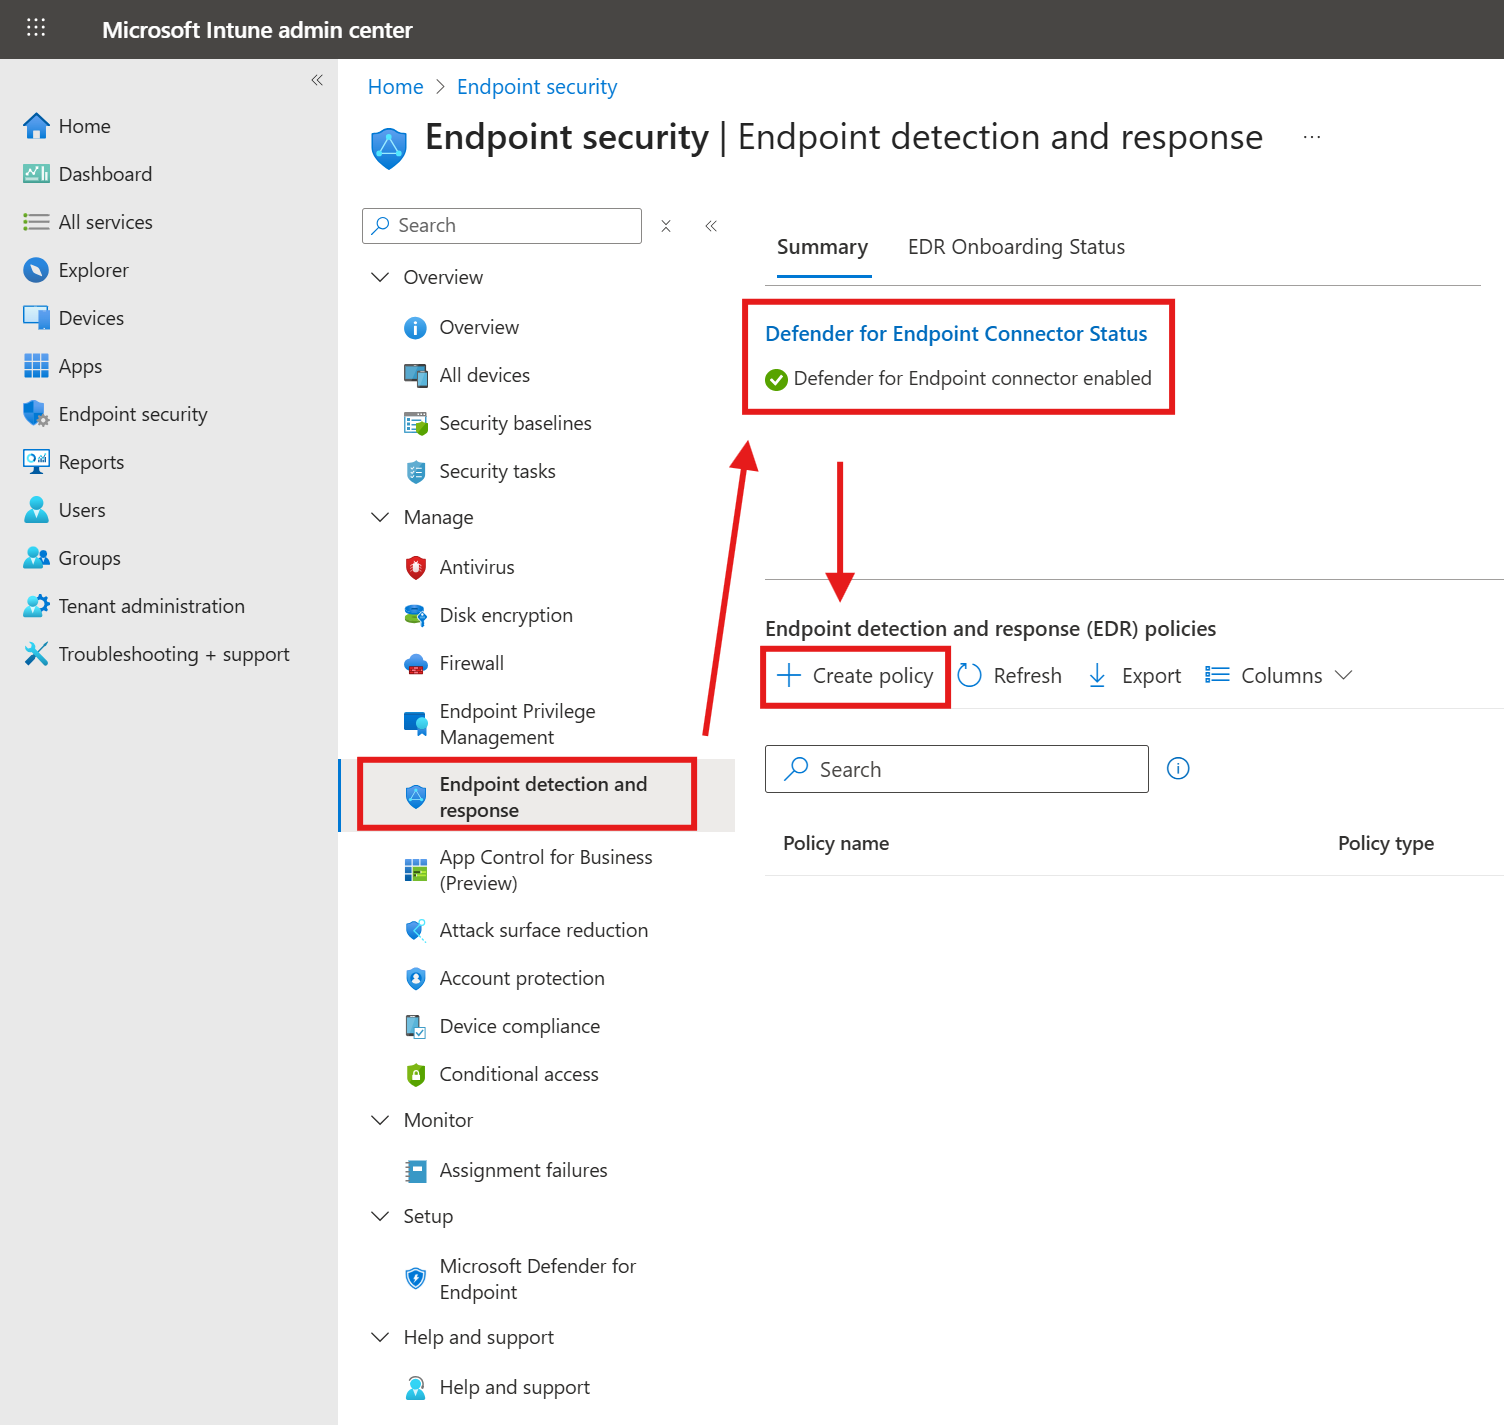 Microsoft Intune admin center
Home
Dashboard
All services
Explorer
Devices
Apps
Endpoint security
Reports
Users
Groups
Tenant administration
Troubleshooting + support
Home > Endpoint security
Endpoint security | Endpoint detection and response
Search
Overview
Overview
All devices
Security baselines
Security tasks
Manage
Antivirus
Disk encryption
Firewall
Endpoint Privilege
Management
Endpoint detection and
response
App Control for Business
(Preview)
Attack surface reduction
Account protection
Device compliance
Conditional access
Monitor
Assignment failures
Setup
Microsoft Defender for
Endpoint
Help and support
Help and support
Summary EDR Onboarding Status
Defender for Endpoint Connector Status
Defender for Endpoint connector enabled
Endpoint detection and response (EDR) policies
Create policy Refresh Export Columns
Search
Policy name Policy type